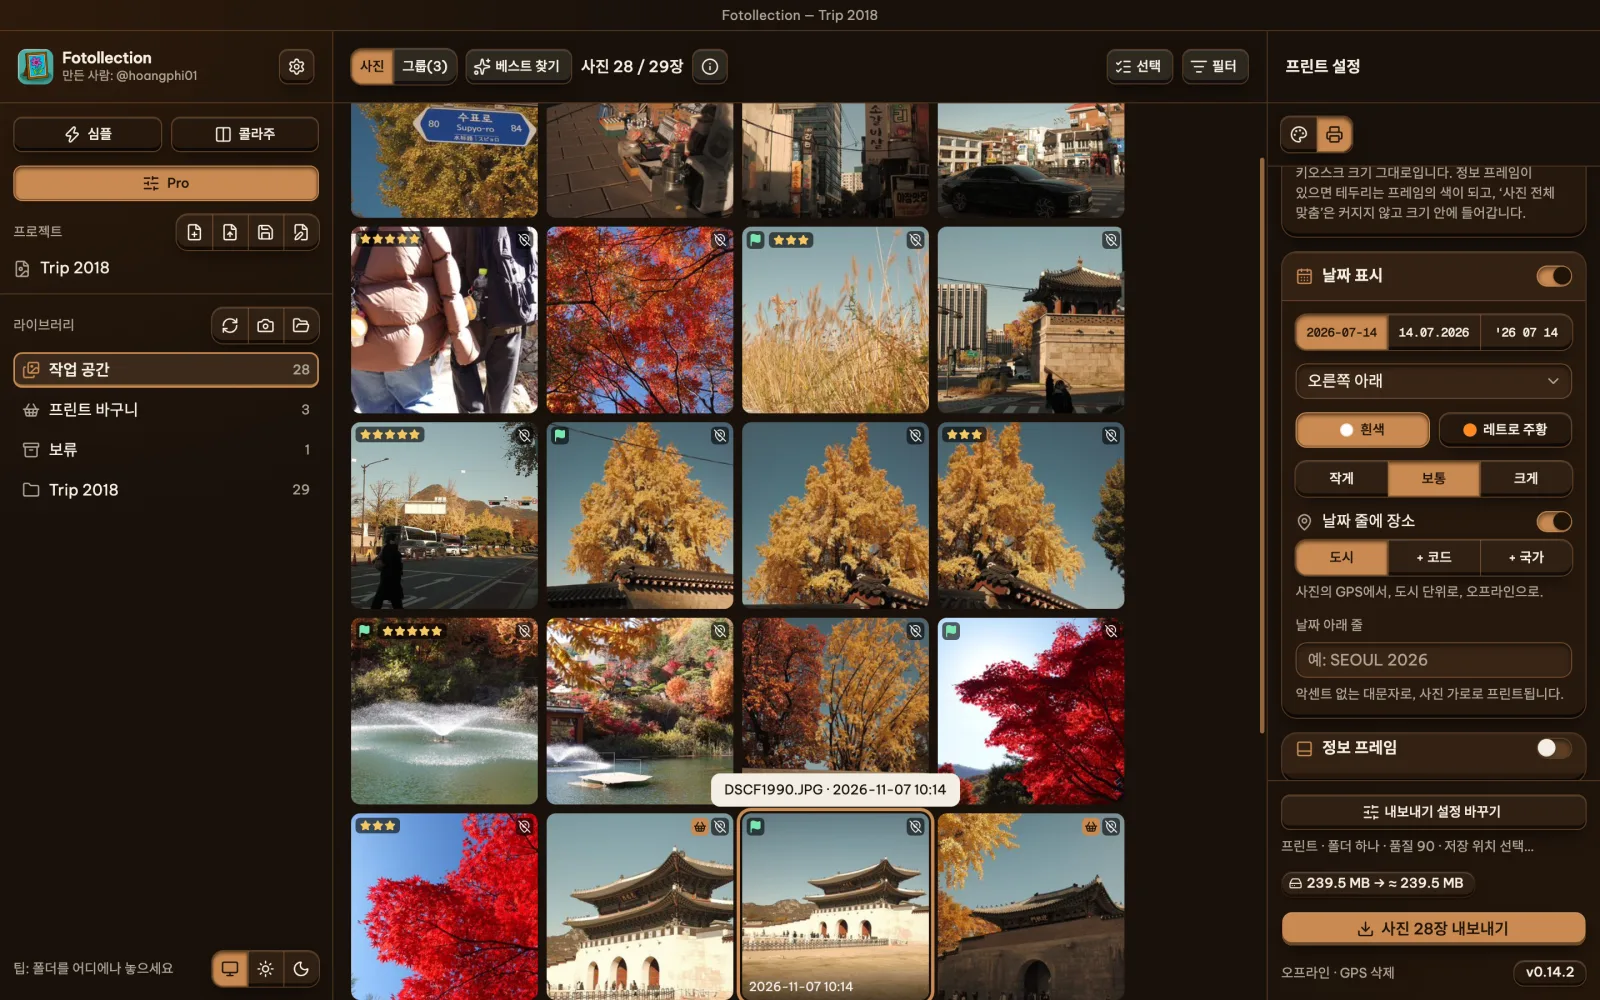 Fotollection — Trip 2018
Fotollection
만든 사람: @hoangphi01
심플
콜라주
Pro
프로젝트
Trip 2018
라이브러리
작업 공간 28
프린트 바구니 3
보류 1
Trip 2018 29
팁: 폴더를 어디에나 놓으세요
사진
그룹(3)
베스트 찾기
사진 28 / 29장
선택
필터
80 수표로 84
Supyo-ro
DSCF1990.JPG · 2026-11-07 10:14
2026-11-07 10:14
프린트 설정
키오스크 크기 그대로입니다. 정보 프레임이
있으면 테두리는 프레임의 색이 되고, ‘사진 전체
맞춤’은 커지지 않고 크기 안에 들어갑니다.
날짜 표시
2026-07-14
14.07.2026
'26 07 14
오른쪽 아래
흰색
레트로 주황
작게
보통
크게
날짜 줄에 장소
도시
+ 코드
+ 국가
사진의 GPS에서, 도시 단위로, 오프라인으로.
날짜 아래 줄
예: SEOUL 2026
악센트 없는 대문자로, 사진 가로로 프린트됩니다.
정보 프레임
내보내기 설정 바꾸기
프린트 · 폴더 하나 · 품질 90 · 저장 위치 선택...
239.5 MB → ≈ 239.5 MB
사진 28장 내보내기
오프라인 · GPS 삭제
v0.14.2